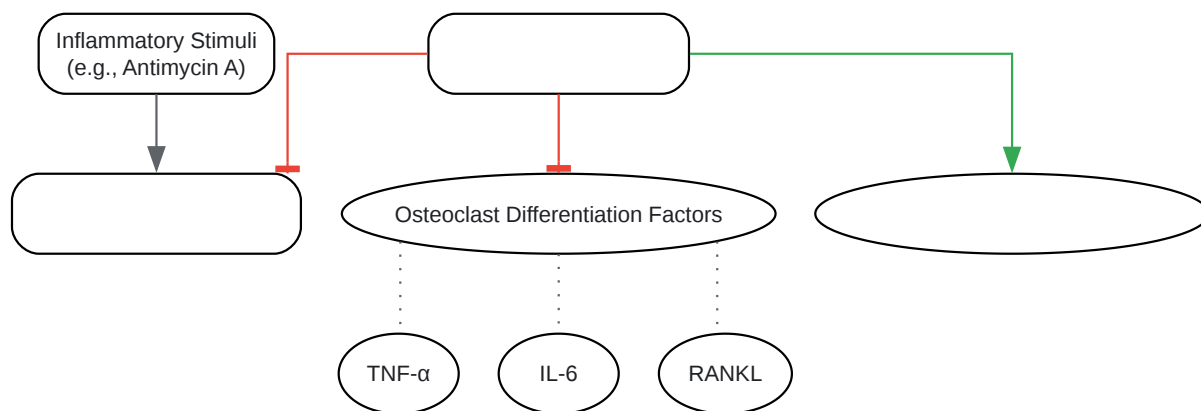 Inflammatory Stimuli
(e.g., Antimycin A)
Osteoclast Differentiation Factors
TNF-α
IL-6
RANKL